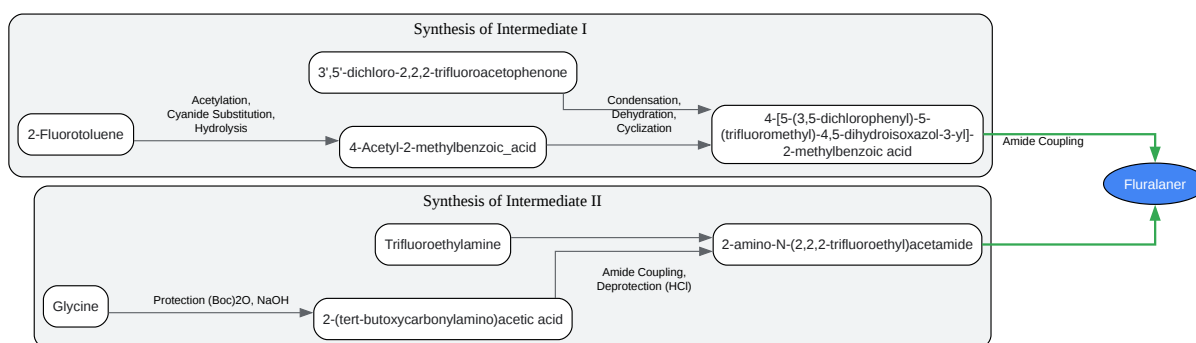 Synthesis of Intermediate I
3',5'-dichloro-2,2,2-trifluoroacetophenone
Acetylation,
Cyanide Substitution,
Hydrolysis
Condensation,
Dehydration,
Cyclization
2-Fluorotoluene
4-Acetyl-2-methylbenzoic_acid
4-[5-(3,5-dichlorophenyl)-5-
(trifluoromethyl)-4,5-dihydroisoxazol-3-yl]-
2-methylbenzoic acid
Amide Coupling
Fluralaner
Synthesis of Intermediate II
Trifluoroethylamine
2-amino-N-(2,2,2-trifluoroethyl)acetamide
Amide Coupling,
Deprotection (HCl)
Glycine
Protection (Boc)2O, NaOH
2-(tert-butoxycarbonylamino)acetic acid